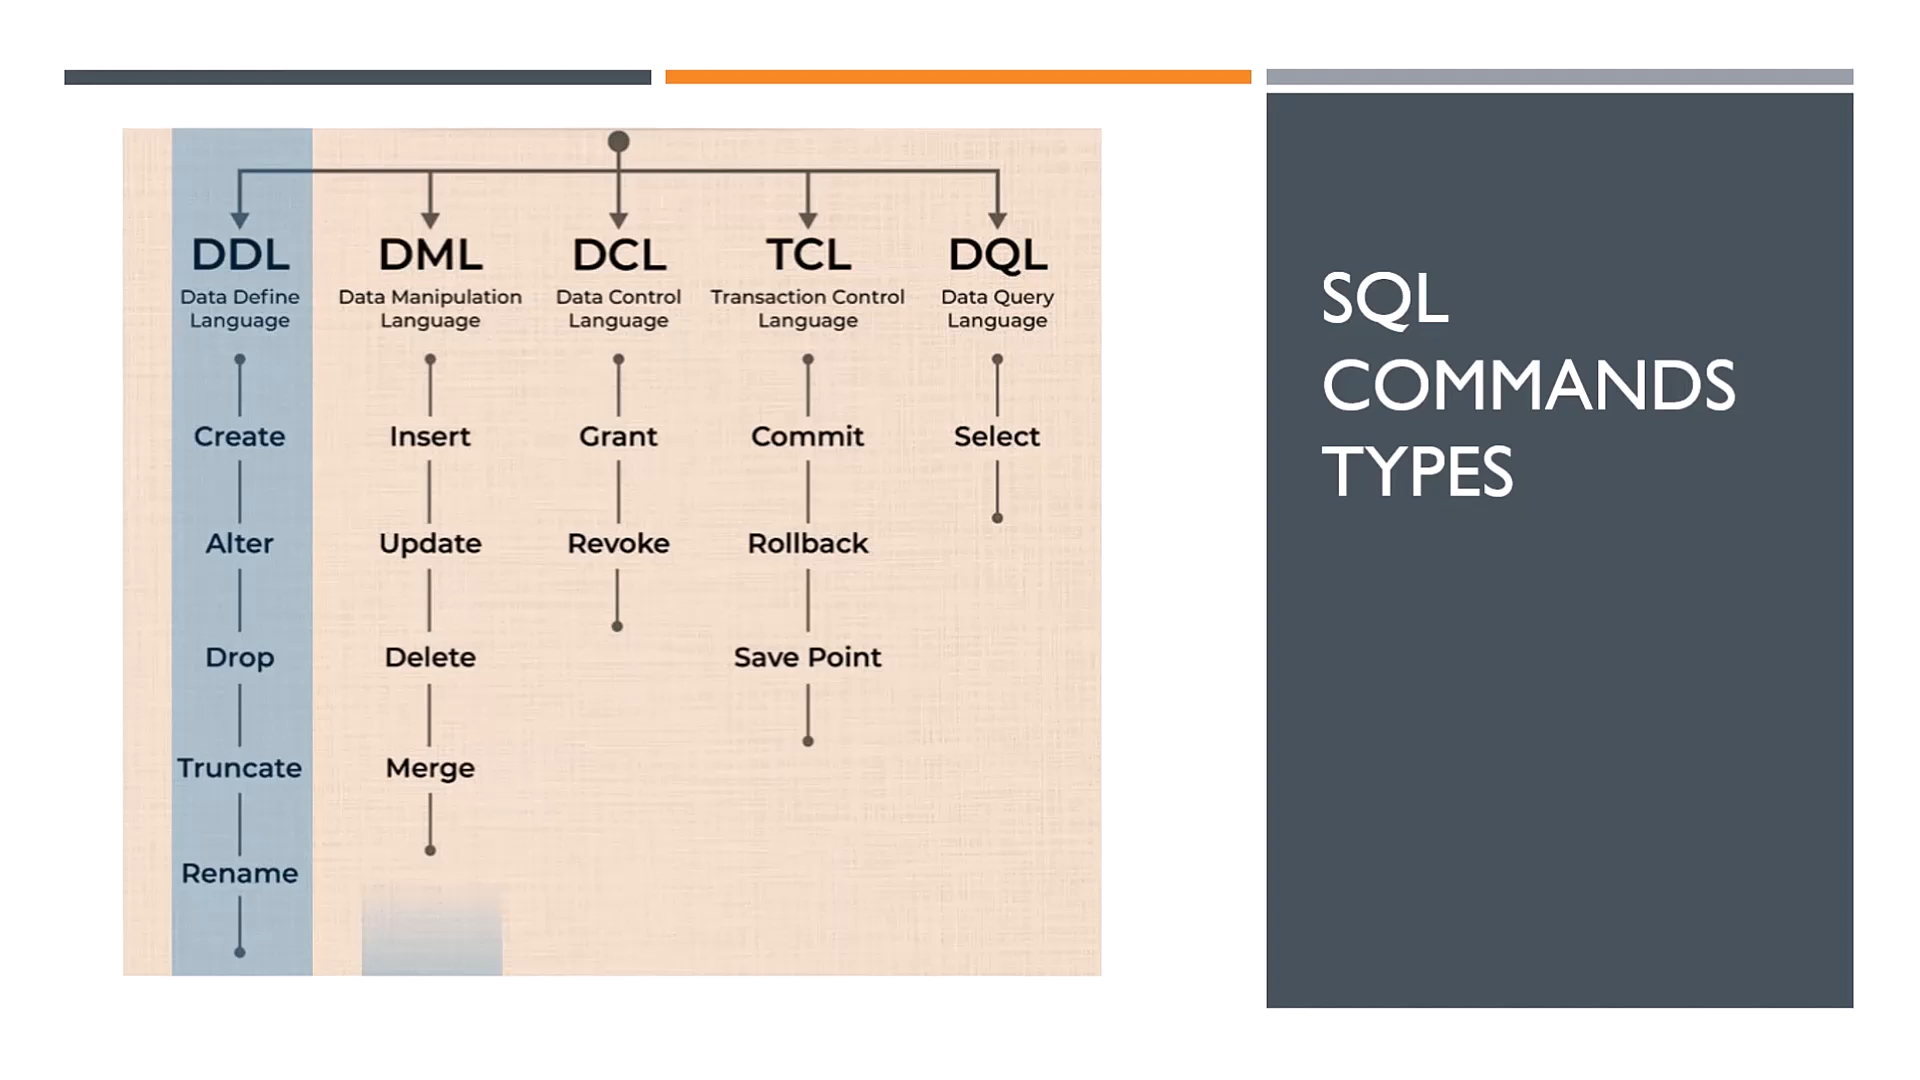 DDL
Data Define
Language
Create
Alter
Drop
Truncate
Rename
DML
Data Manipulation
Language
Insert
Update
Delete
Merge
DCL
Data Control
Language
Grant
Revoke
TCL
Transaction Control
Language
Commit
Rollback
Save Point
DQL
Data Query
Language
Select
SQL
COMMANDS
TYPES